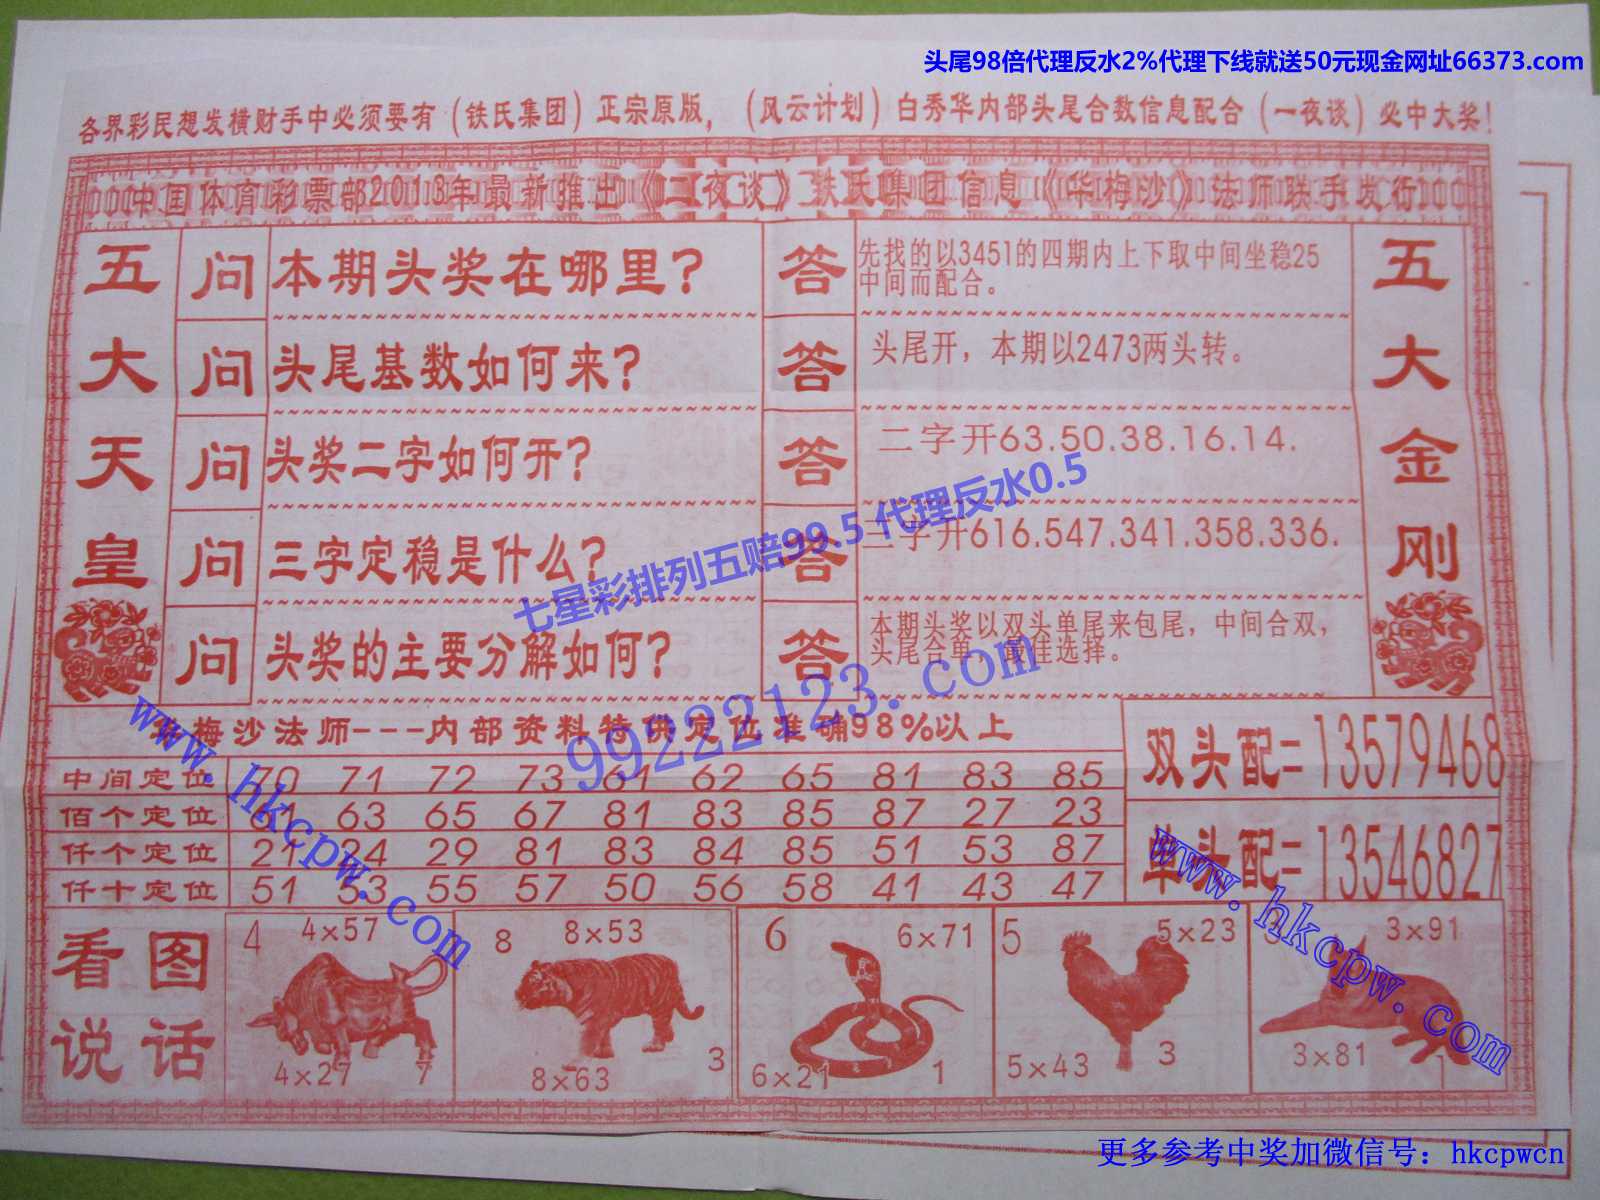 头尾98倍代理反水2%代理下线就送50元现金网址66373.com
各界彩民想发横财手中必须要有（铁氏集团）正宗原版，（风云计划）白秀华内部头尾合数信息配合（一夜谈）必中大奖！
中国体育彩票部2013年最新推出《二夜谈》铁氏集团信息《华梅沙》法师联手发行
五大天皇
问 本期头奖在哪里？ 答 先找的以3451的四期内上下取中间坐稳25
中间而配合。
问 头尾基数如何来？ 答 头尾开，本期以2473两头转。
问 头奖二字如何开？ 答 二字开63.50.38.16.14.
问 三字定稳是什么？ 答 三字开616.547.341.358.336.
问 头奖的主要分解如何？ 答 本期头奖以双头单尾来包尾，中间合双，
头尾合单 最佳选择。
五大金刚
七星彩排列五赔99.5 代理反水0.5
99222123.com
华梅沙法师---内部资料特供定位准确98%以上
中间定位 70 71 72 73 61 62 65 81 83 85
佰个定位 61 63 65 67 81 83 85 87 27 23
仟个定位 21 24 29 81 83 84 85 51 53 87
仟十定位 51 53 55 57 50 56 58 41 43 47
双头配=13579468
单头配=13546827
www.hkcpw.com
www.hkcpw.com
看图
说话
4 4×57
4×27 7
8 8×53
8×63 3
6 6×71
6×21 1
5 5×23
5×43 3
3×91
3×81 1
更多参考中奖加微信号：hkcpwcn